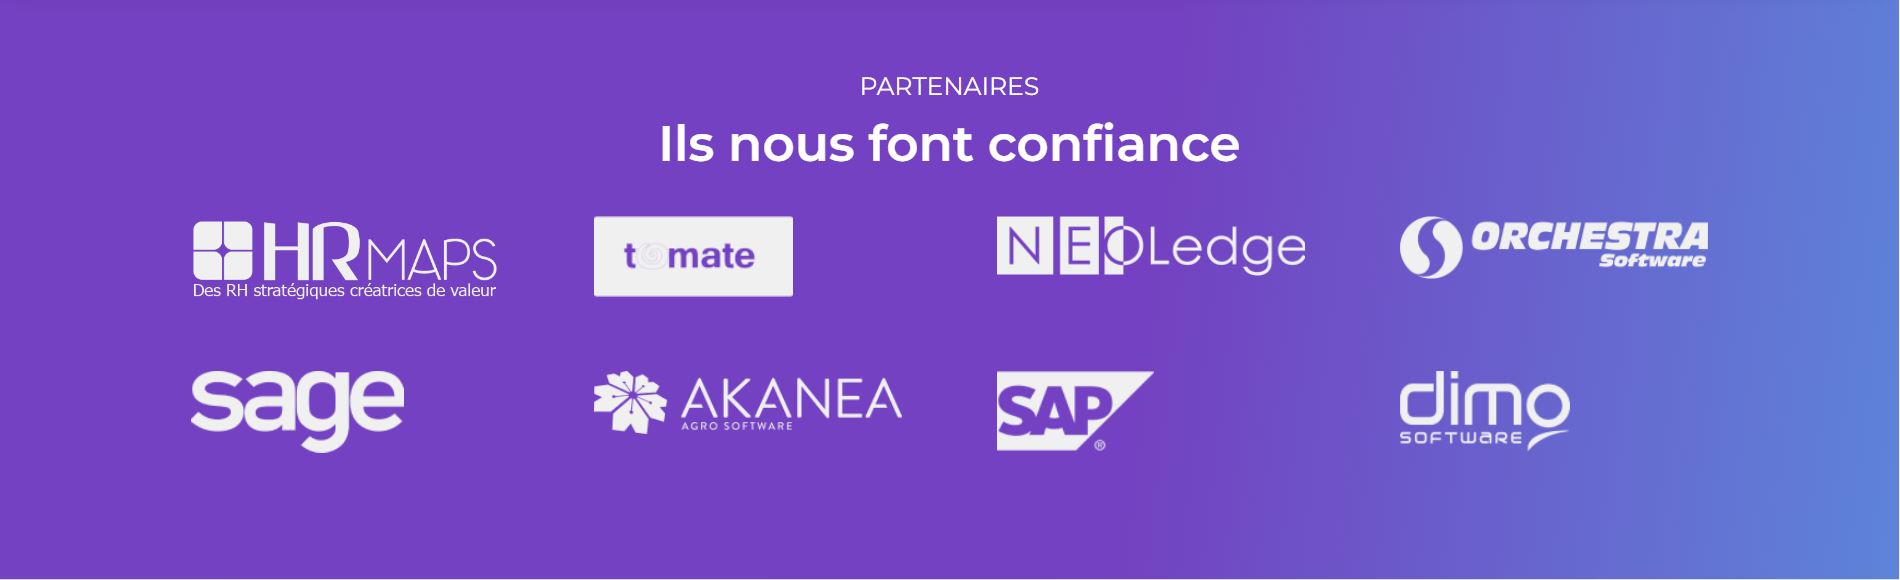 PARTENAIRES
Ils nous font confiance
HRMAPS
Des RH stratégiques créatrices de valeur
tomate
NEOLedge
ORCHESTRA
Software
sage
AKANEA
AGRO SOFTWARE
SAP®
dimo
SOFTWARE